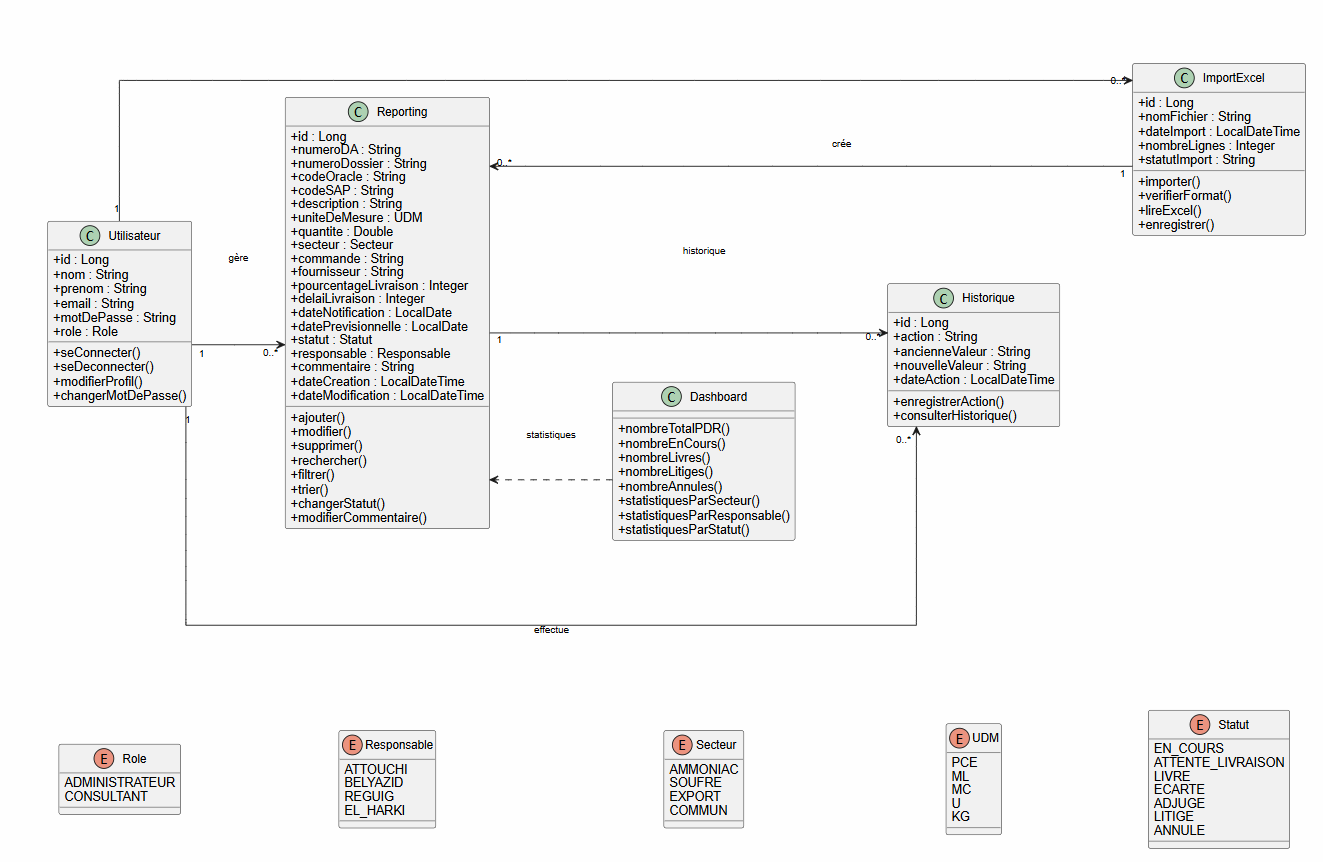 C ImportExcel
+id : Long
+nomFichier : String
+dateImport : LocalDateTime
+nombreLignes : Integer
+statutImport : String
+importer()
+verifierFormat()
+lireExcel()
+enregistrer()
0..*
1
crée
0..*
1
C Reporting
+id : Long
+numeroDA : String
+numeroDossier : String
+codeOracle : String
+codeSAP : String
+description : String
+uniteDeMesure : UDM
+quantite : Double
+secteur : Secteur
+commande : String
+fournisseur : String
+pourcentageLivraison : Integer
+delaiLivraison : Integer
+dateNotification : LocalDate
+datePrevisionnelle : LocalDate
+statut : Statut
+responsable : Responsable
+commentaire : String
+dateCreation : LocalDateTime
+dateModification : LocalDateTime
+ajouter()
+modifier()
+supprimer()
+rechercher()
+filtrer()
+trier()
+changerStatut()
+modifierCommentaire()
C Utilisateur
+id : Long
+nom : String
+prenom : String
+email : String
+motDePasse : String
+role : Role
+seConnecter()
+seDeconnecter()
+modifierProfil()
+changerMotDePasse()
gère
1
0..*
1
historique
1
0..*
C Historique
+id : Long
+action : String
+ancienneValeur : String
+nouvelleValeur : String
+dateAction : LocalDateTime
+enregistrerAction()
+consulterHistorique()
0..*
C Dashboard
+nombreTotalPDR()
+nombreEnCours()
+nombreLivres()
+nombreLitiges()
+nombreAnnules()
+statistiquesParSecteur()
+statistiquesParResponsable()
+statistiquesParStatut()
statistiques
effectue
E Role
ADMINISTRATEUR
CONSULTANT
E Responsable
ATTOUCHI
BELYAZID
REGUIG
EL_HARKI
E Secteur
AMMONIAC
SOUFRE
EXPORT
COMMUN
E UDM
PCE
ML
MC
U
KG
E Statut
EN_COURS
ATTENTE_LIVRAISON
LIVRE
ECARTE
ADJUGE
LITIGE
ANNULE